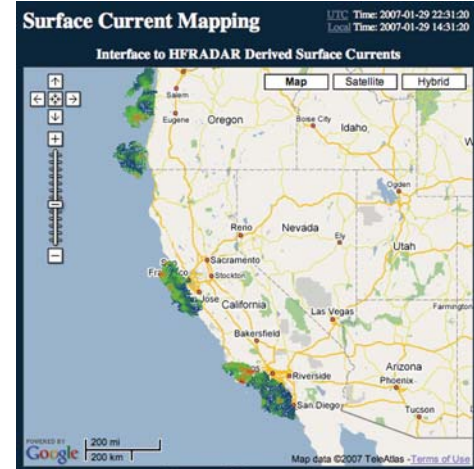 Surface Current Mapping
UTC Time: 2007-01-29 22:31:20
Local Time: 2007-01-29 14:31:20
Interface to HFRADAR Derived Surface Currents
Map
Satellite
Hybrid
Salem
Eugene
Oregon
Boise City
Idaho
W
Ogden
Reno
Nevada
Ely
Utah
Sacramento
Stockton
San
Jose
California
Las Vegas
Farmington
Bakersfield
Riverside
Arizona
Phoenix
San Diego
Tucson
POWERED BY
Google
200 mi
200 km
Map data ©2007 TeleAtlas - Terms of Use